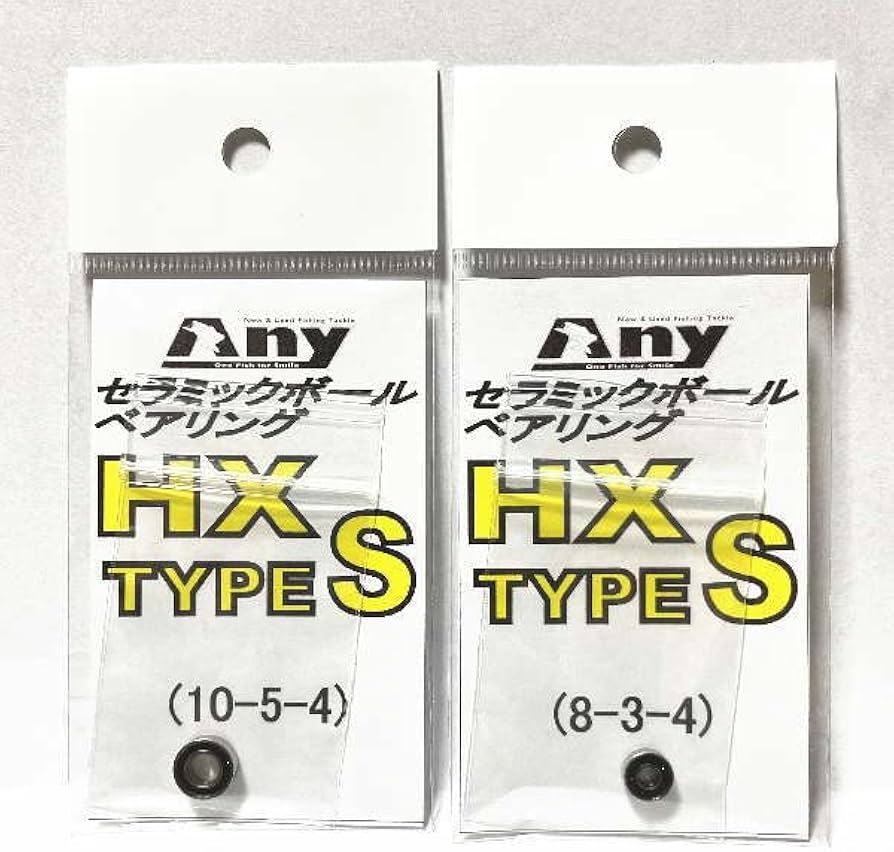 New & Used Fishing Tackle
Any
One Fish for Smile
セラミックボール
ベアリング
HX
TYPE S
(10-5-4)
New & Used Fishing Tackle
Any
One Fish for Smile
セラミックボール
ベアリング
HX
TYPE S
(8-3-4)